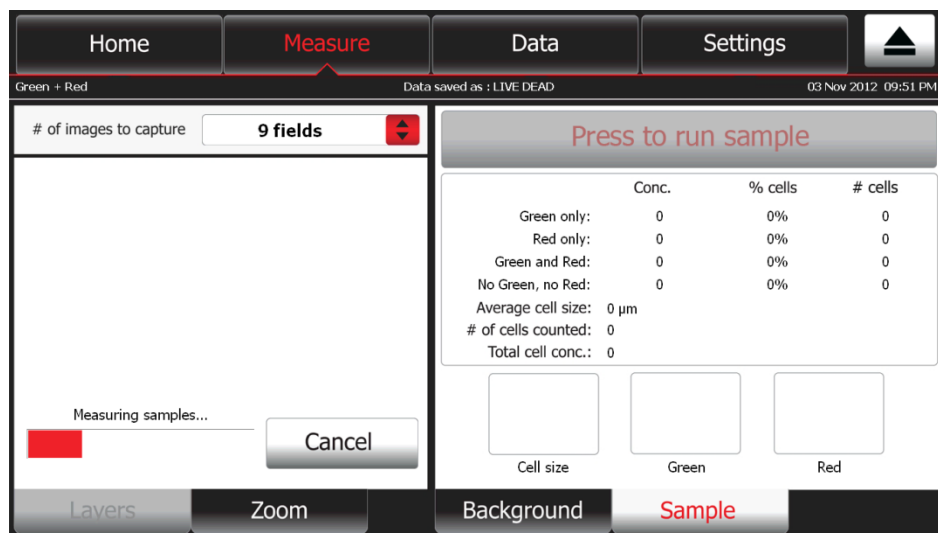 Home Measure Data Settings
Green + Red Data saved as : LIVE DEAD 03 Nov 2012 09:51 PM
# of images to capture 9 fields
Measuring samples...
Cancel
Layers Zoom
Press to run sample
Conc. % cells # cells
Green only: 0 0% 0
Red only: 0 0% 0
Green and Red: 0 0% 0
No Green, no Red: 0 0% 0
Average cell size: 0 µm
# of cells counted: 0
Total cell conc.: 0
Cell size Green Red
Background Sample